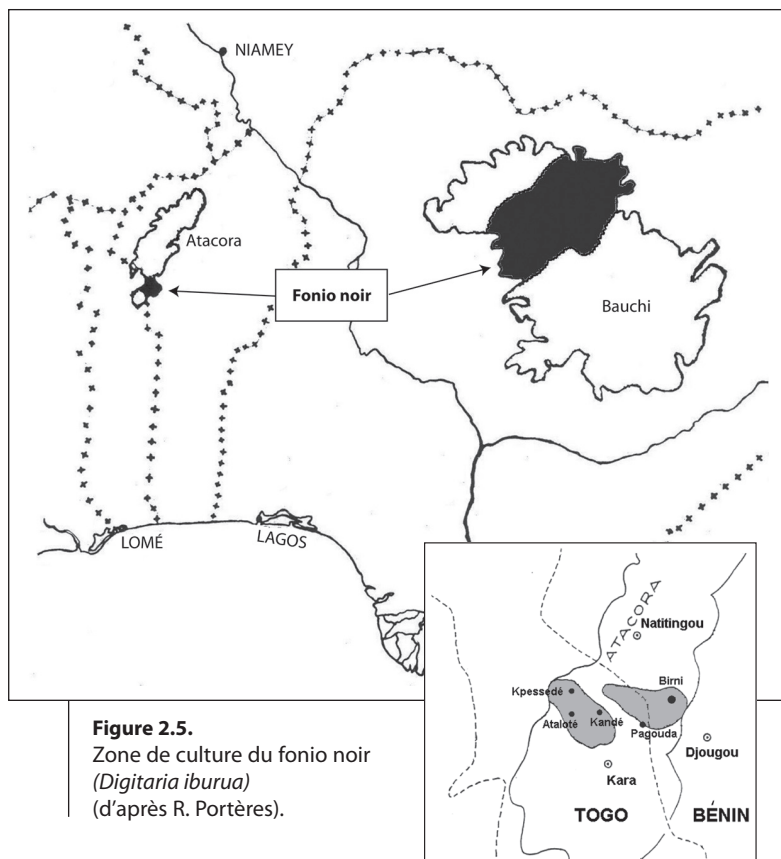 NIAMEY
Atacora
Fonio noir
Bauchi
LOMÉ
LAGOS
ATACORA
Natitingou
Birni
Kpessedé
Kandé
Ataloté
Pagouda
Djougou
Kara
TOGO
BÉNIN
Figure 2.5.
Zone de culture du fonio noir
(Digitaria iburua)
(d'après R. Portères).